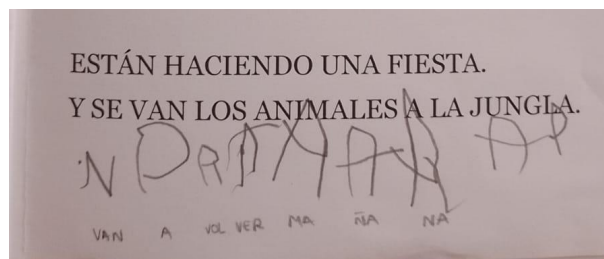 ESTÁN HACIENDO UNA FIESTA.
Y SE VAN LOS ANIMALES A LA JUNGLA.
VAN A VOL VER MA ÑA NA